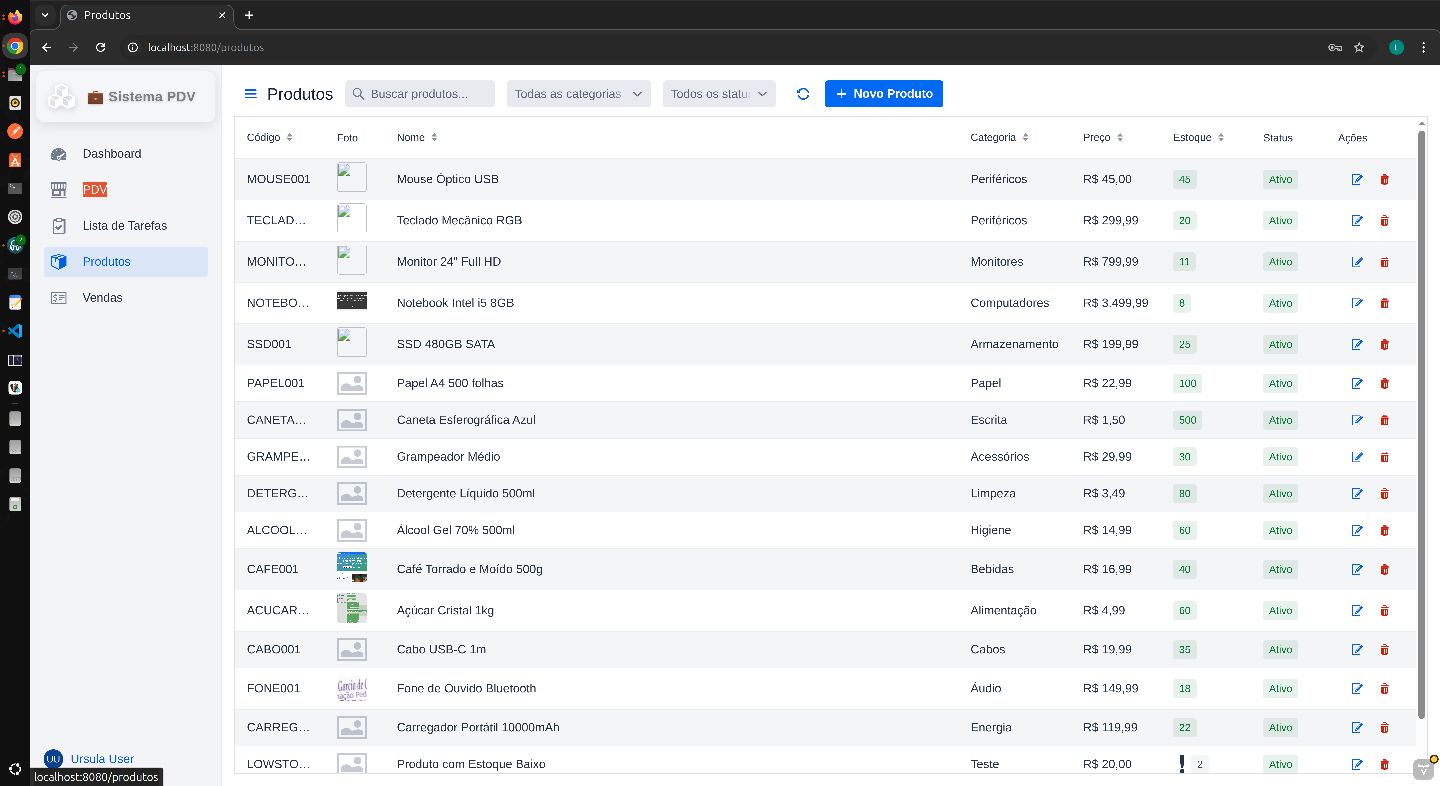 Produtos
localhost:8080/produtos
Sistema PDV
Dashboard
PDV
Lista de Tarefas
Produtos
Vendas
Ursula User
UU
localhost:8080/produtos
Produtos
Buscar produtos...
Todas as categorias
Todos os statu
Novo Produto
Código Foto Nome Categoria Preço Estoque Status Ações
MOUSE001 Mouse Óptico USB Periféricos R$ 45,00 45 Ativo
TECLAD... Teclado Mecânico RGB Periféricos R$ 299,99 20 Ativo
MONITO... Monitor 24" Full HD Monitores R$ 799,99 11 Ativo
NOTEBO... Notebook Intel i5 8GB Computadores R$ 3.499,99 8 Ativo
SSD001 SSD 480GB SATA Armazenamento R$ 199,99 25 Ativo
PAPEL001 Papel A4 500 folhas Papel R$ 22,99 100 Ativo
CANETA... Caneta Esferográfica Azul Escrita R$ 1,50 500 Ativo
GRAMPE... Grampeador Médio Acessórios R$ 29,99 30 Ativo
DETERG... Detergente Líquido 500ml Limpeza R$ 3,49 80 Ativo
ALCOOL... Álcool Gel 70% 500ml Higiene R$ 14,99 60 Ativo
CAFE001 Café Torrado e Moído 500g Bebidas R$ 16,99 40 Ativo
ACUCAR... Açúcar Cristal 1kg Alimentação R$ 4,99 60 Ativo
CABO001 Cabo USB-C 1m Cabos R$ 19,99 35 Ativo
FONE001 Fone de Ouvido Bluetooth Áudio R$ 149,99 18 Ativo
CARREG... Carregador Portátil 10000mAh Energia R$ 119,99 22 Ativo
LOWSTO... Produto com Estoque Baixo Teste R$ 20,00 2 Ativo